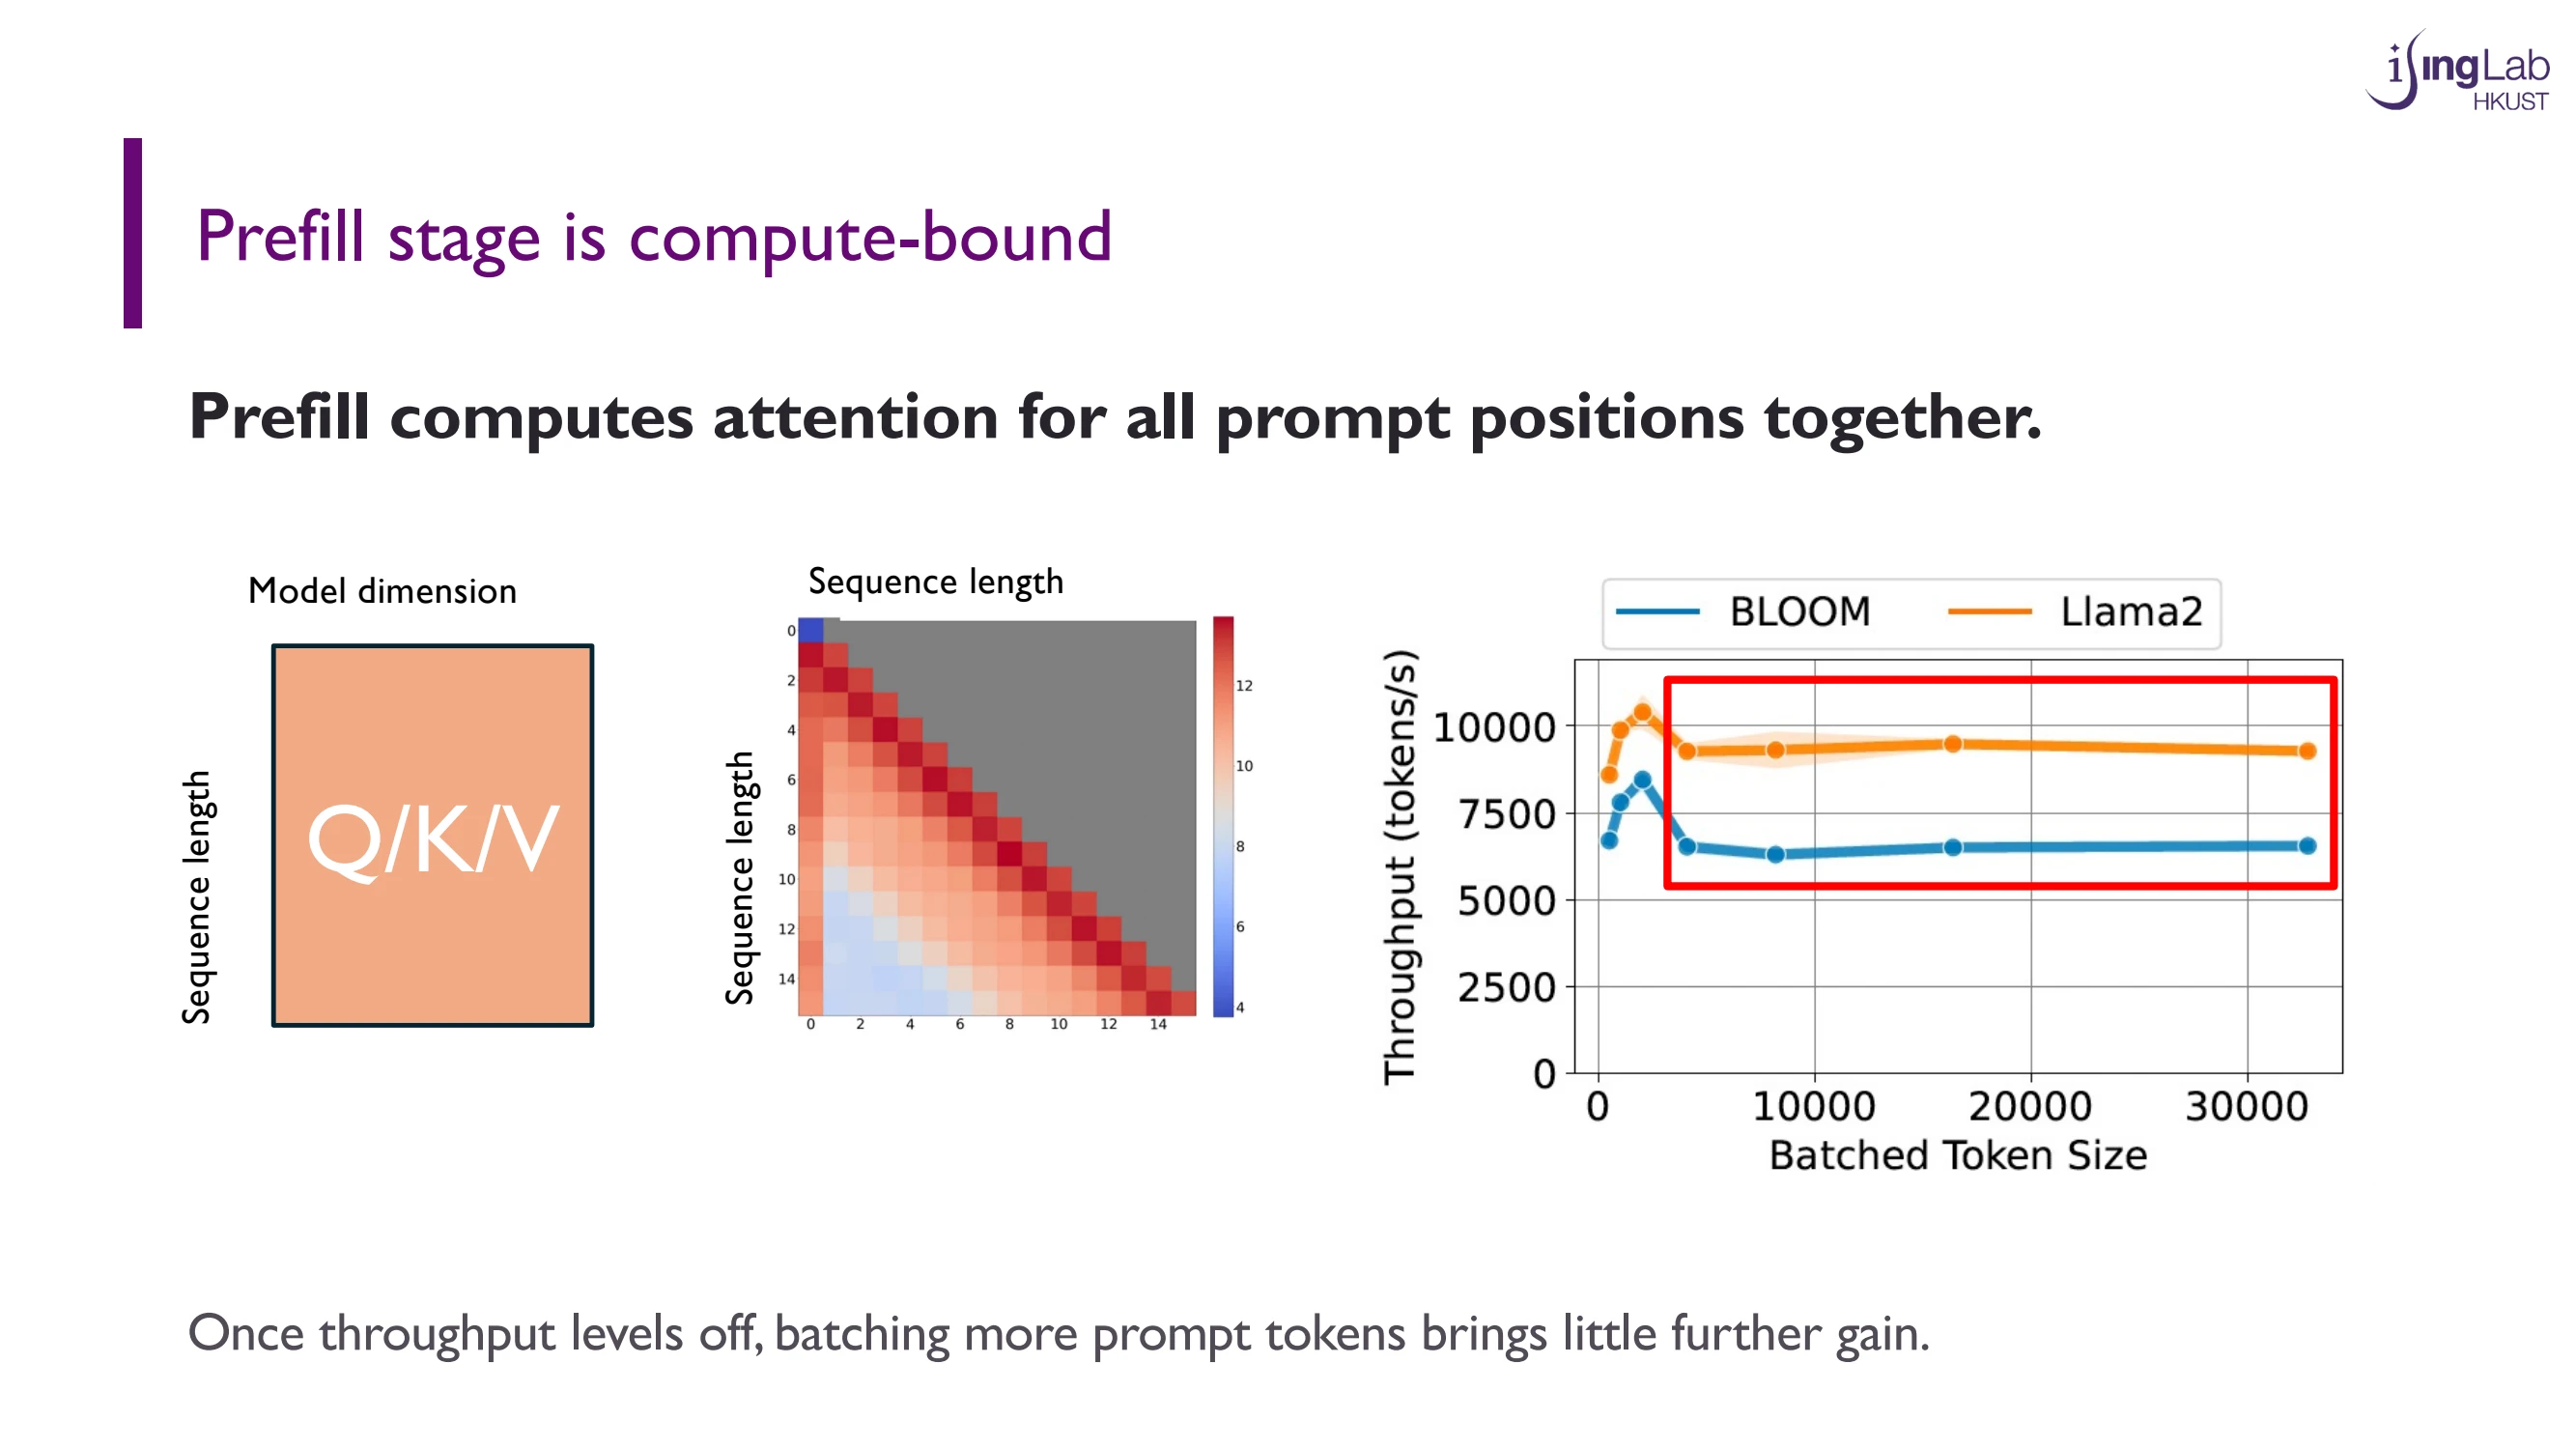 iSingLab
HKUST
Prefill stage is compute-bound
Prefill computes attention for all prompt positions together.
Model dimension
Sequence length
Q/K/V
Sequence length
Sequence length
0
2
4
6
8
10
12
14
0 2 4 6 8 10 12 14
12
10
8
6
4
BLOOM Llama2
Throughput (tokens/s)
10000
7500
5000
2500
0
0 10000 20000 30000
Batched Token Size
Once throughput levels off, batching more prompt tokens brings little further gain.